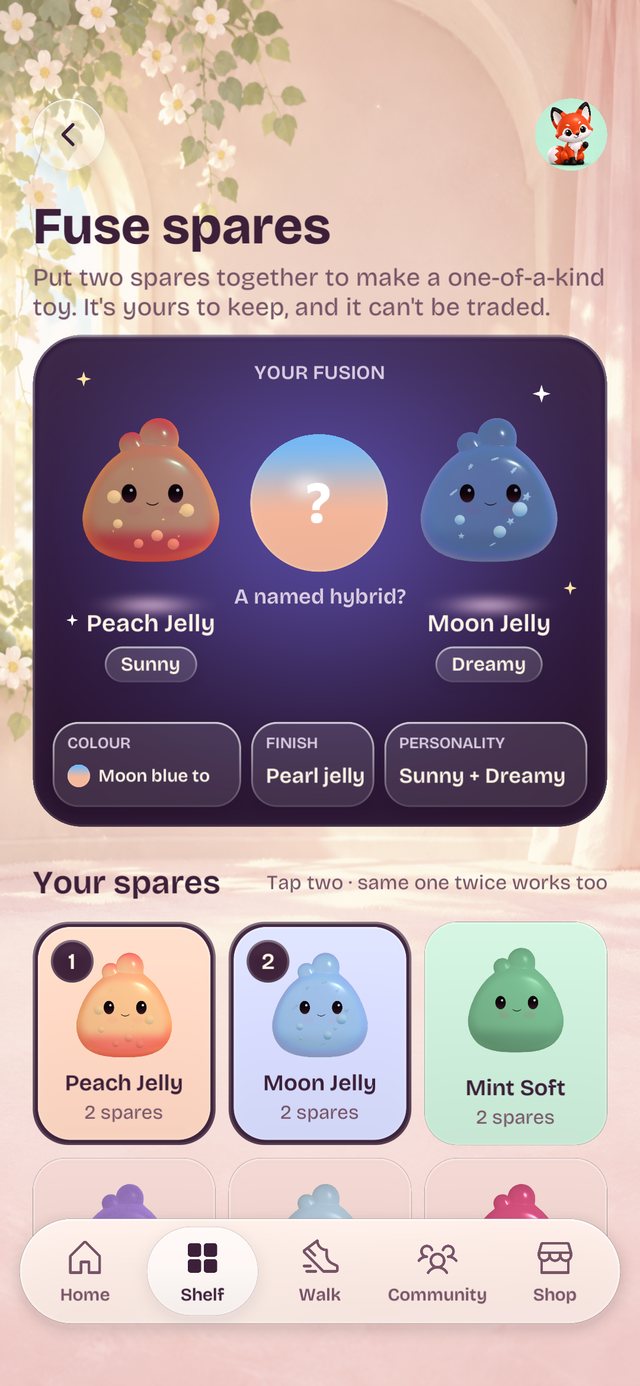 Fuse spares
Put two spares together to make a one-of-a-kind
toy. It's yours to keep, and it can't be traded.
YOUR FUSION
?
A named hybrid?
Peach Jelly
Moon Jelly
Sunny
Dreamy
COLOUR
Moon blue to
FINISH
Pearl jelly
PERSONALITY
Sunny + Dreamy
Your spares
Tap two · same one twice works too
1
2
Peach Jelly
2 spares
Moon Jelly
2 spares
Mint Soft
2 spares
Home
Shelf
Walk
Community
Shop